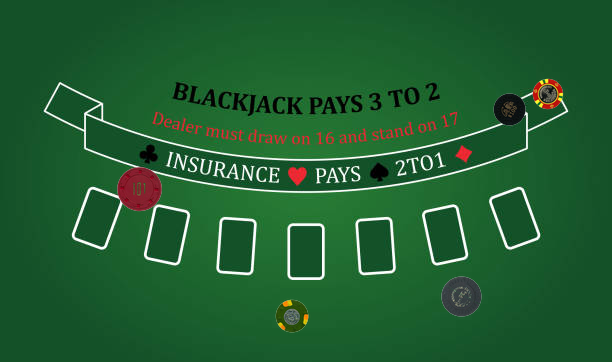 BLACKJACK PAYS 3 TO 2
Dealer must draw on 16 and stand on 17
INSURANCE PAYS 2TO1